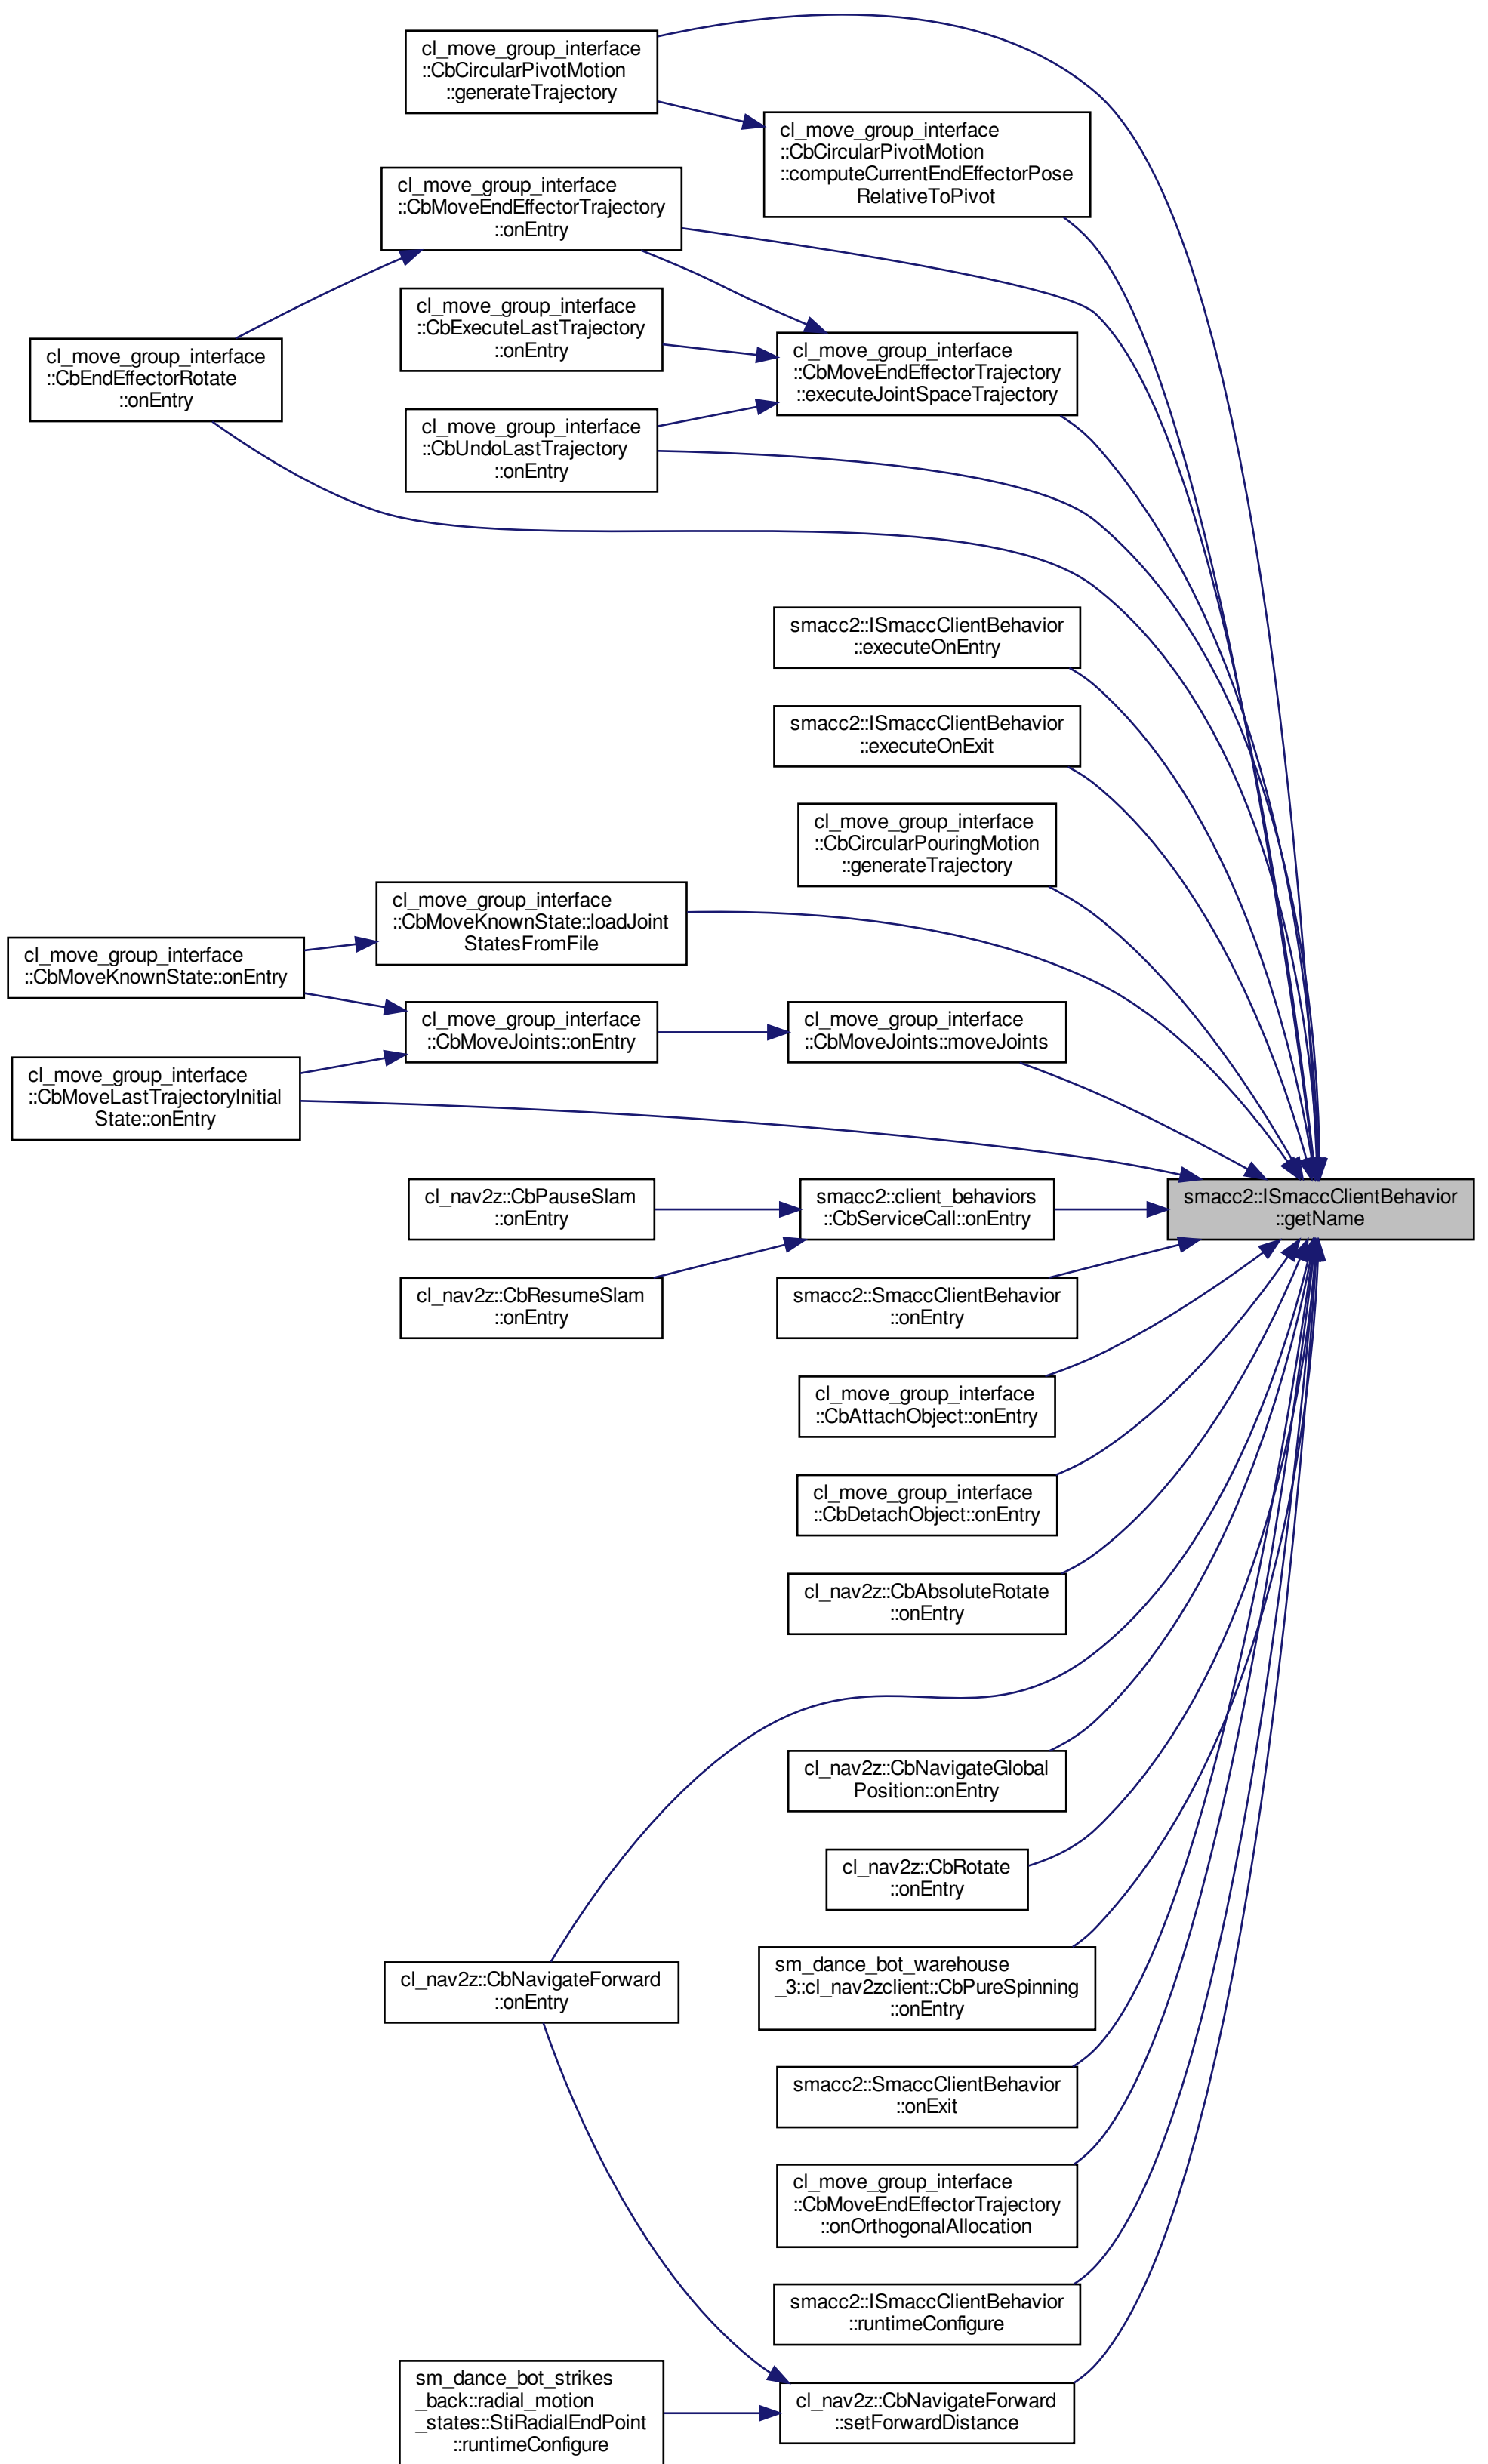 cl_move_group_interface
::CbCircularPivotMotion
::generateTrajectory
cl_move_group_interface
::CbCircularPivotMotion
::computeCurrentEndEffectorPose
RelativeToPivot
cl_move_group_interface
::CbMoveEndEffectorTrajectory
::onEntry
cl_move_group_interface
::CbExecuteLastTrajectory
::onEntry
cl_move_group_interface
::CbMoveEndEffectorTrajectory
::executeJointSpaceTrajectory
cl_move_group_interface
::CbEndEffectorRotate
::onEntry
cl_move_group_interface
::CbUndoLastTrajectory
::onEntry
smacc2::ISmaccClientBehavior
::executeOnEntry
smacc2::ISmaccClientBehavior
::executeOnExit
cl_move_group_interface
::CbCircularPouringMotion
::generateTrajectory
cl_move_group_interface
::CbMoveKnownState::loadJoint
StatesFromFile
cl_move_group_interface
::CbMoveKnownState::onEntry
cl_move_group_interface
::CbMoveJoints::onEntry
cl_move_group_interface
::CbMoveJoints::moveJoints
cl_move_group_interface
::CbMoveLastTrajectoryInitial
State::onEntry
cl_nav2z::CbPauseSlam
::onEntry
smacc2::client_behaviors
::CbServiceCall::onEntry
smacc2::ISmaccClientBehavior
::getName
cl_nav2z::CbResumeSlam
::onEntry
smacc2::SmaccClientBehavior
::onEntry
cl_move_group_interface
::CbAttachObject::onEntry
cl_move_group_interface
::CbDetachObject::onEntry
cl_nav2z::CbAbsoluteRotate
::onEntry
cl_nav2z::CbNavigateGlobal
Position::onEntry
cl_nav2z::CbRotate
::onEntry
cl_nav2z::CbNavigateForward
::onEntry
sm_dance_bot_warehouse
_3::cl_nav2zclient::CbPureSpinning
::onEntry
smacc2::SmaccClientBehavior
::onExit
cl_move_group_interface
::CbMoveEndEffectorTrajectory
::onOrthogonalAllocation
smacc2::ISmaccClientBehavior
::runtimeConfigure
sm_dance_bot_strikes
_back::radial_motion
_states::StiRadialEndPoint
::runtimeConfigure
cl_nav2z::CbNavigateForward
::setForwardDistance